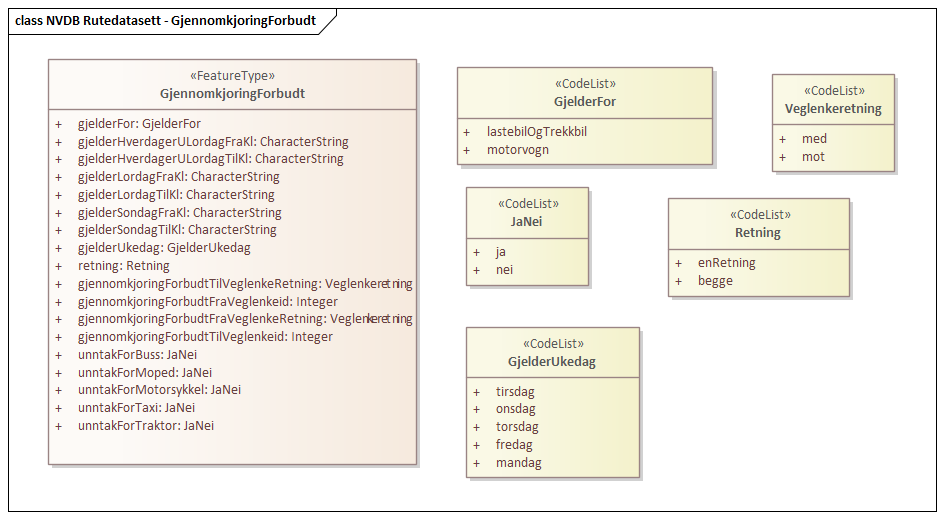 class NVDB Rutedatasett - GjennomkjoringForbudt
«FeatureType»
GjennomkjoringForbudt
+ gjelderFor: GjelderFor
+ gjelderHverdagerULordagFraKl: CharacterString
+ gjelderHverdagerULordagTilKl: CharacterString
+ gjelderLordagFraKl: CharacterString
+ gjelderLordagTilKl: CharacterString
+ gjelderSondagFraKl: CharacterString
+ gjelderSondagTilKl: CharacterString
+ gjelderUkedag: GjelderUkedag
+ retning: Retning
+ gjennomkjoringForbudtTilVeglenkeRetning: Veglenkeretning
+ gjennomkjoringForbudtFraVeglenkeid: Integer
+ gjennomkjoringForbudtFraVeglenkeRetning: Veglenkeretning
+ gjennomkjoringForbudtTilVeglenkeid: Integer
+ unntakForBuss: JaNei
+ unntakForMoped: JaNei
+ unntakForMotorsykkel: JaNei
+ unntakForTaxi: JaNei
+ unntakForTraktor: JaNei
«CodeList»
GjelderFor
+ lastebilOgTrekkbil
+ motorvogn
«CodeList»
Veglenkeretning
+ med
+ mot
«CodeList»
JaNei
+ ja
+ nei
«CodeList»
Retning
+ enRetning
+ begge
«CodeList»
GjelderUkedag
+ tirsdag
+ onsdag
+ torsdag
+ fredag
+ mandag